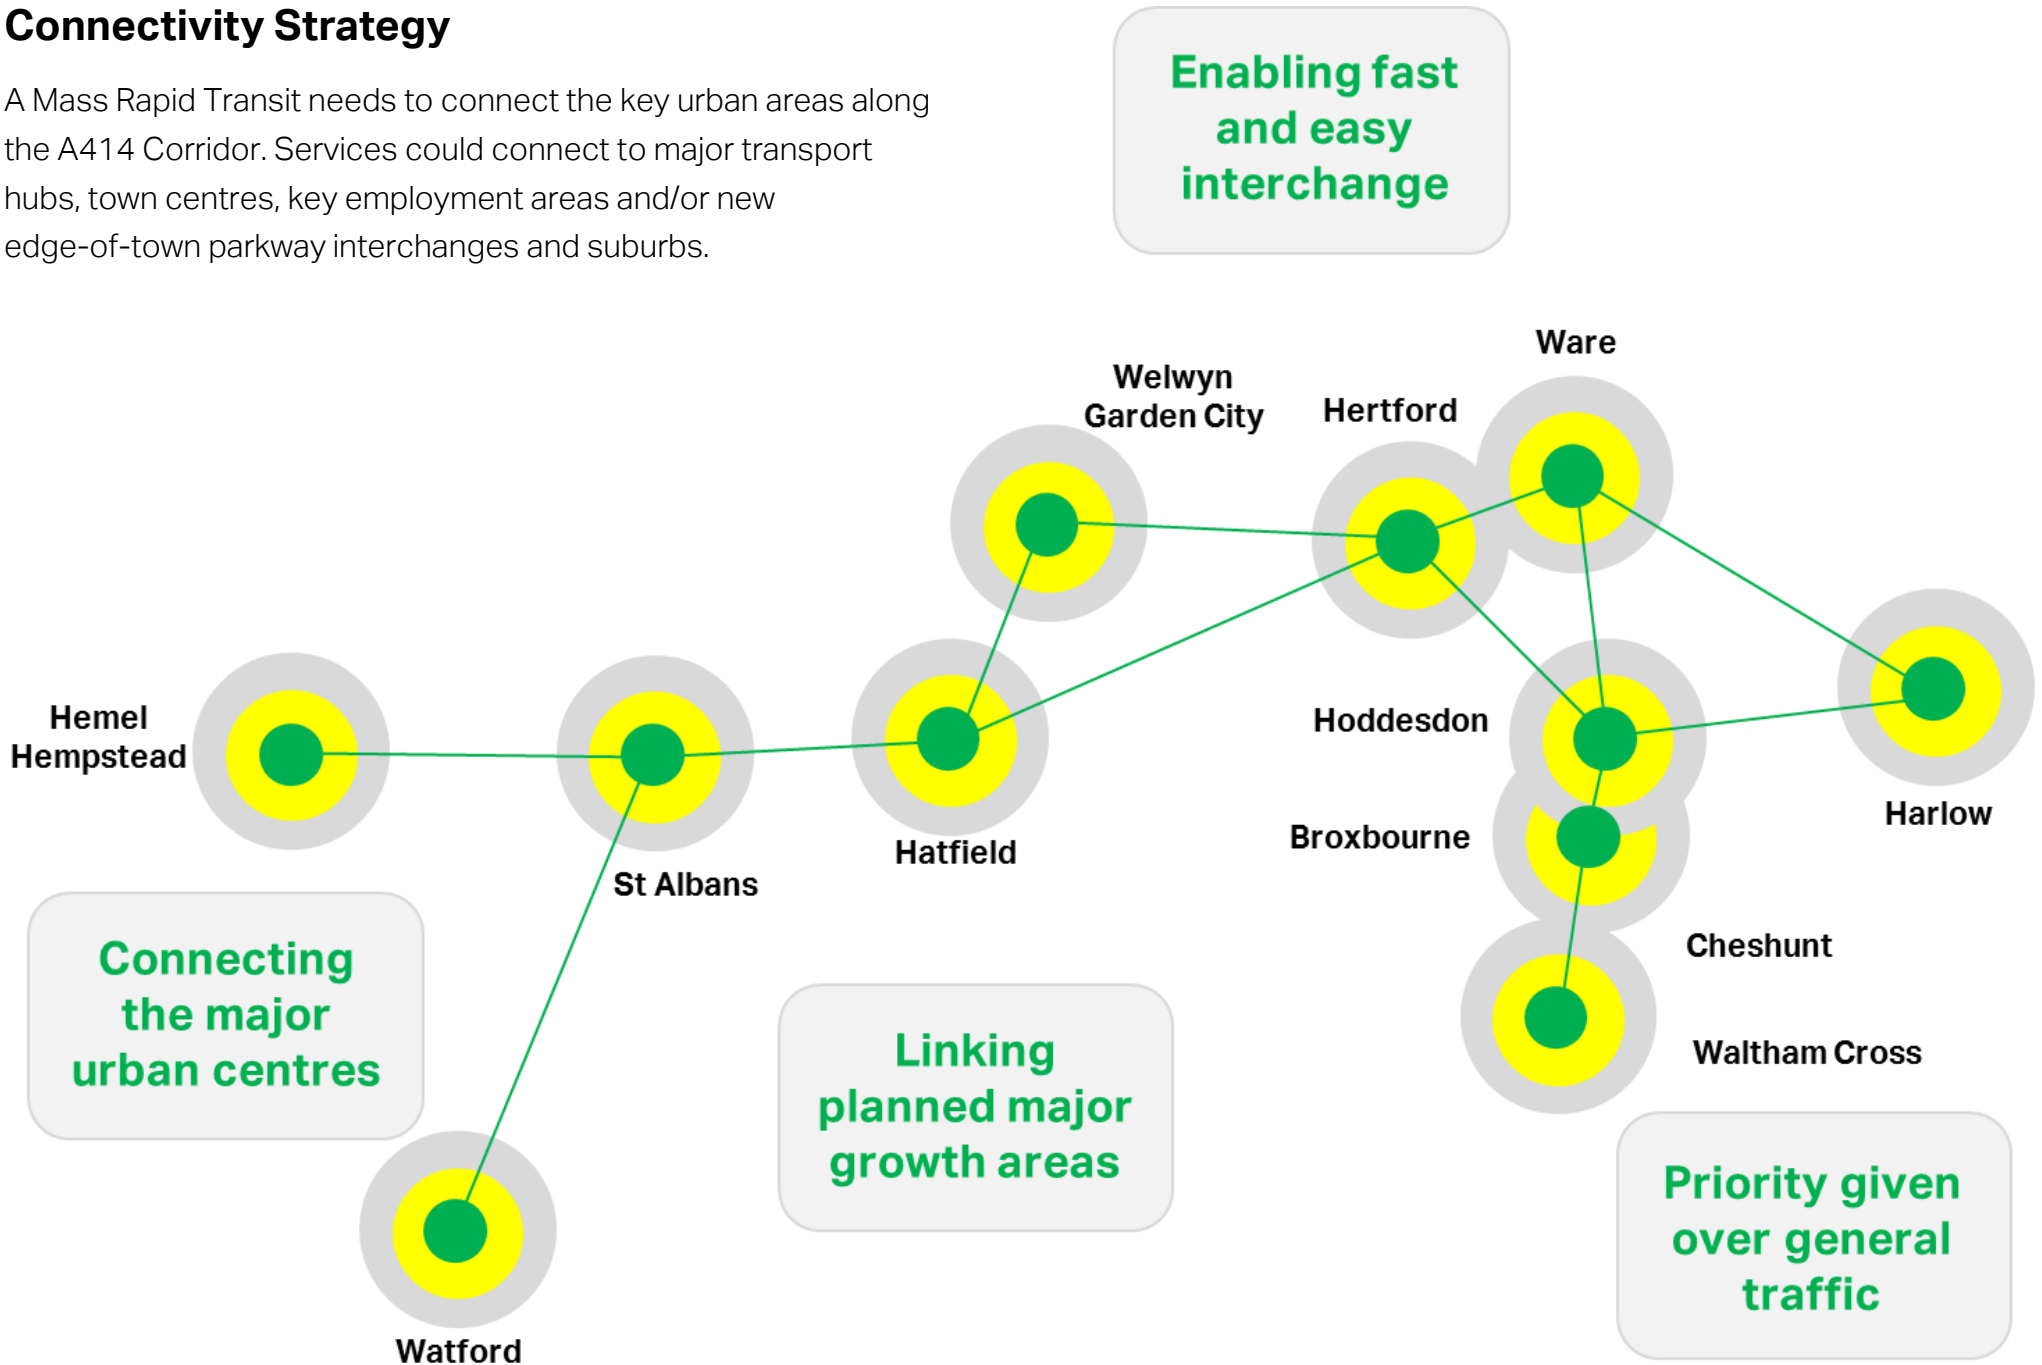 Connectivity Strategy
A Mass Rapid Transit needs to connect the key urban areas along
the A414 Corridor. Services could connect to major transport
hubs, town centres, key employment areas and/or new
edge-of-town parkway interchanges and suburbs.
Enabling fast
and easy
interchange
Ware
Welwyn
Garden City
Hertford
Hemel
Hempstead
Hoddesdon
Harlow
Broxbourne
Hatfield
St Albans
Cheshunt
Connecting
the major
urban centres
Linking
planned major
growth areas
Waltham Cross
Priority given
over general
traffic
Watford